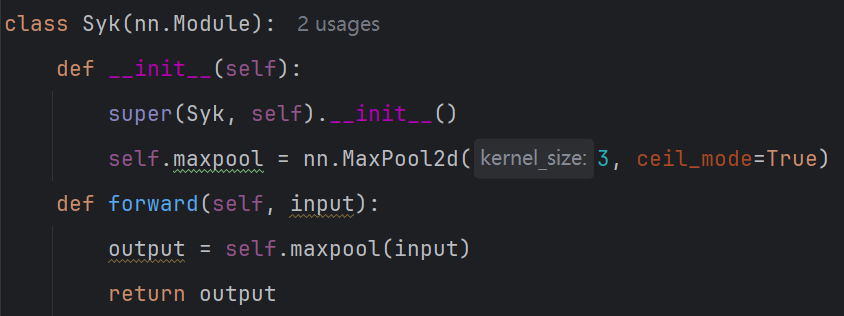 class Syk(nn.Module):  2 usages
    def __init__(self):
        super(Syk, self).__init__()
        self.maxpool = nn.MaxPool2d( kernel_size: 3, ceil_mode=True)
    def forward(self, input):
        output = self.maxpool(input)
        return output